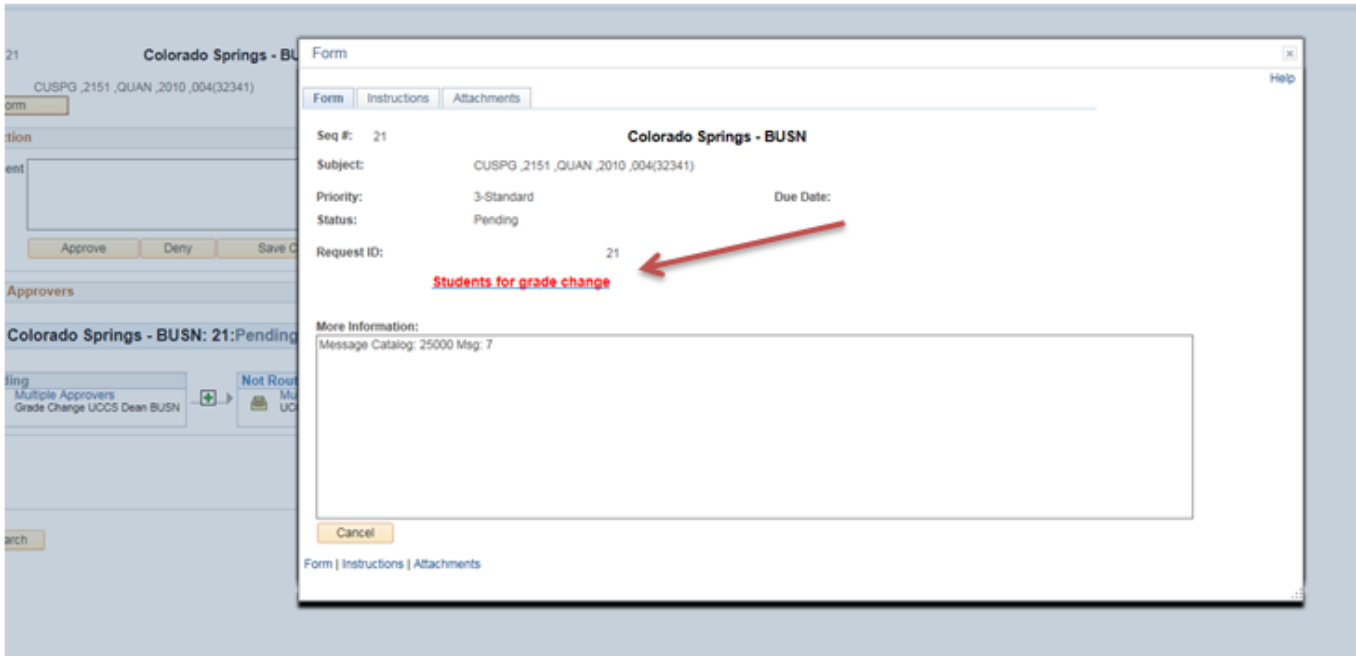 21 Colorado Springs - BU
CUSPG ,2151 ,QUAN ,2010 ,004(32341)
orm
ction
ent
Approve Deny Save C
Approvers
Colorado Springs - BUSN: 21:Pending
ding
Multiple Approvers
Grade Change UCCS Dean BUSN
Not Rout
Mu
UC
arch
Form
Help
Form Instructions Attachments
Seq #: 21 Colorado Springs - BUSN
Subject: CUSPG ,2151 ,QUAN ,2010 ,004(32341)
Priority: 3-Standard Due Date:
Status: Pending
Request ID: 21
Students for grade change
More Information:
Message Catalog: 25000 Msg: 7
Cancel
Form | Instructions | Attachments